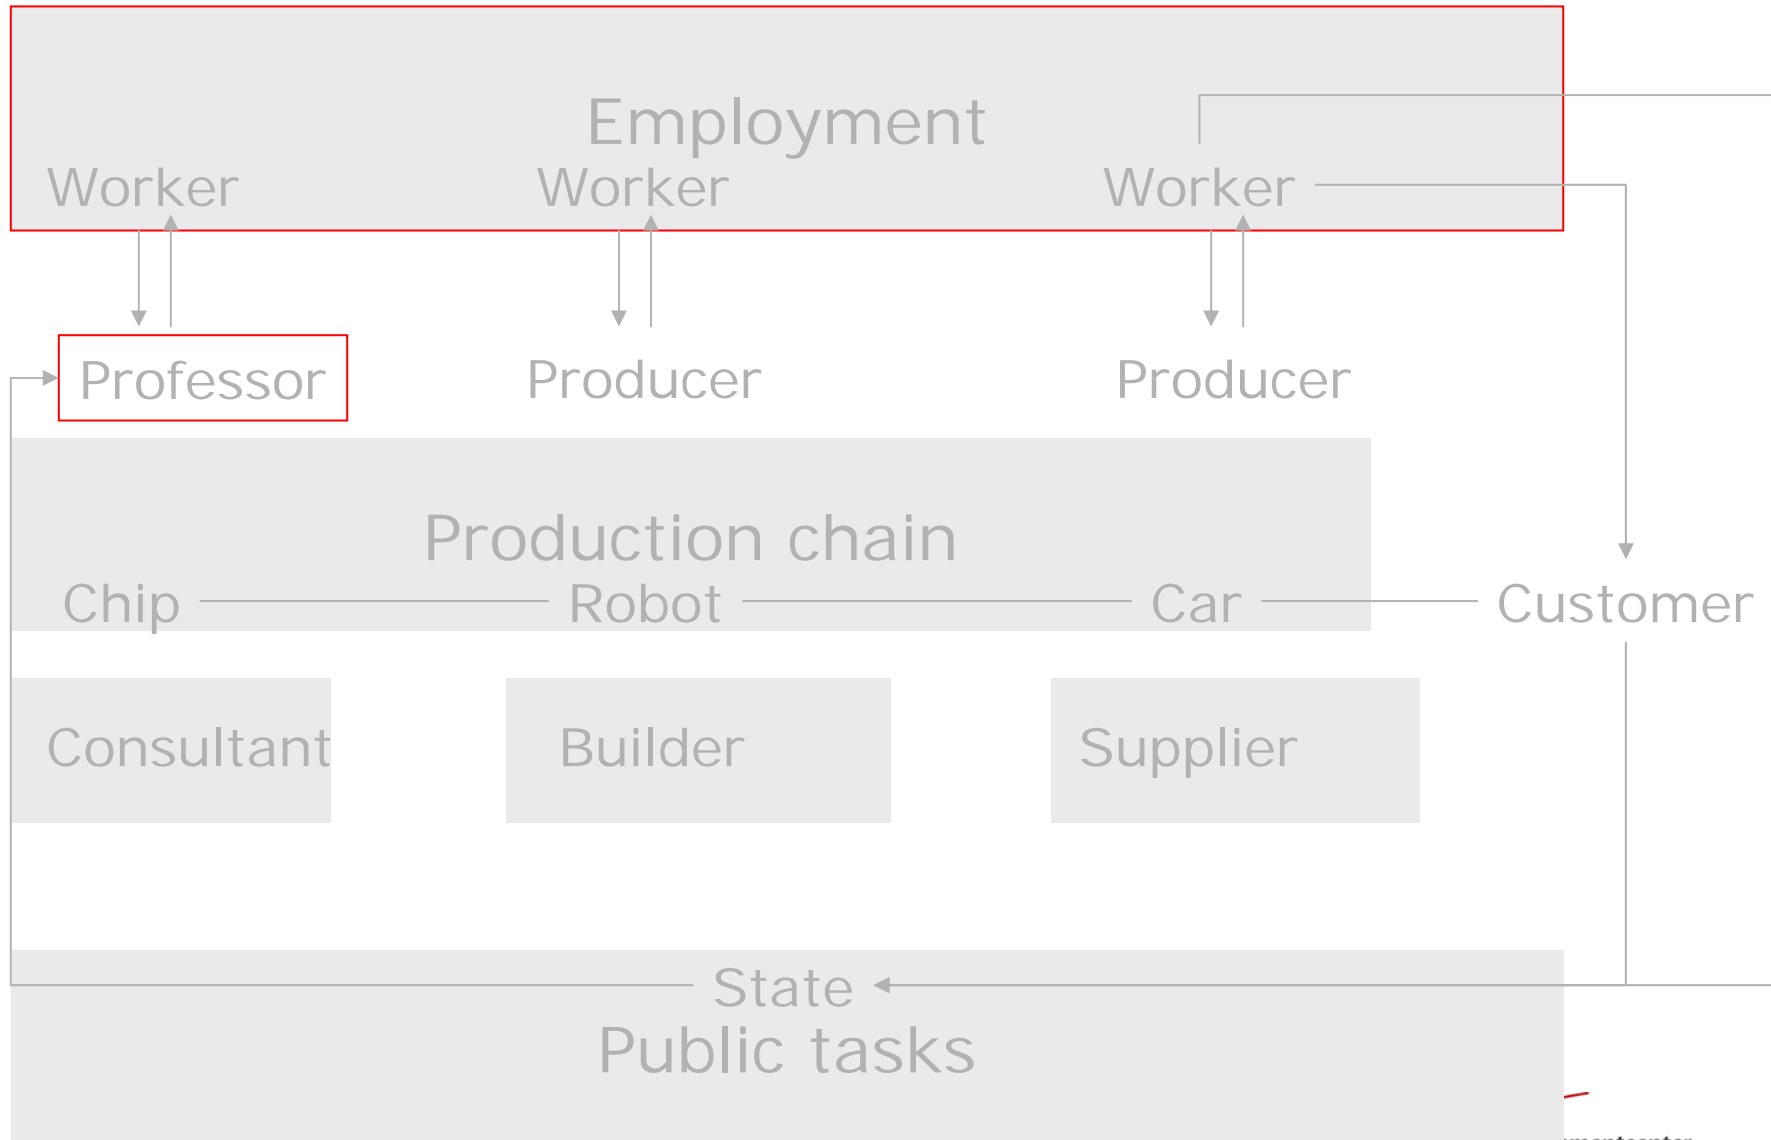 Employment
Worker Worker Worker
Professor Producer Producer
Production chain
Chip Robot Car Customer
Consultant Builder Supplier
State
Public tasks